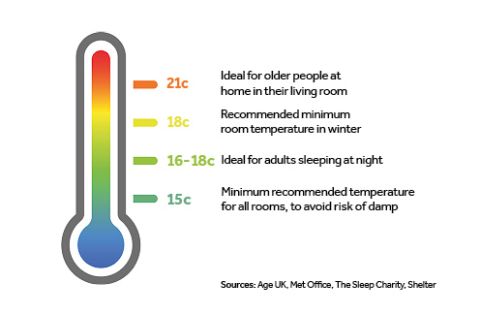 21c
Ideal for older people at
home in their living room
18c
Recommended minimum
room temperature in winter
16-18c
Ideal for adults sleeping at night
15c
Minimum recommended temperature
for all rooms, to avoid risk of damp
Sources: Age UK, Met Office, The Sleep Charity, Shelter